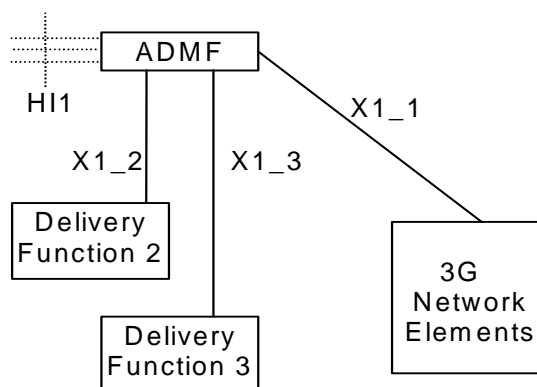 ADMF
HI1
X1_1
X1_2
X1_3
Delivery
Function 2
3G
Network
Elements
Delivery
Function 3